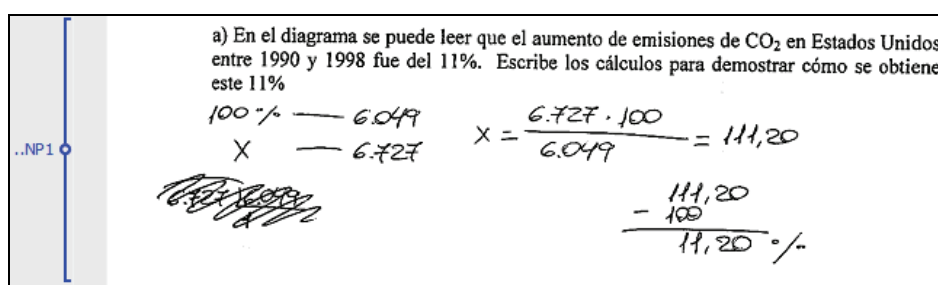 a) En el diagrama se puede leer que el aumento de emisiones de CO₂ en Estados Unidos
entre 1990 y 1998 fue del 11%. Escribe los cálculos para demostrar cómo se obtiene
este 11%
100 % — 6.049
X — 6.727
X = 6.727 . 100 / 6.049 = 111,20
..NP1
111,20
- 100
11,20 %